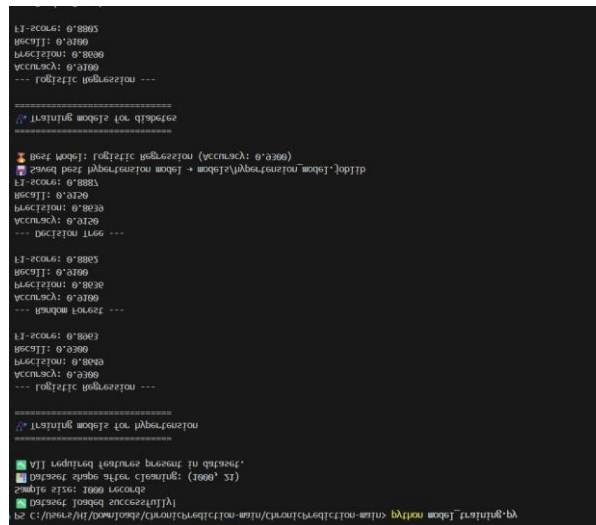 PS C:\Users\Hi\Downloads\ChronicPrediction-main\ChronicPrediction-main> python model_training.py
✅ Dataset loaded successfully!
Sample size: 1000 records
Dataset shape after cleaning: (1000, 21)
✅ All required features present in dataset.
==============================
Training models for hypertension
==============================
--- Logistic Regression ---
Accuracy: 0.9300
Precision: 0.8649
Recall: 0.9300
F1-score: 0.8963
--- Random Forest ---
Accuracy: 0.9100
Precision: 0.8636
Recall: 0.9100
F1-score: 0.8862
--- Decision Tree ---
Accuracy: 0.9150
Precision: 0.8639
Recall: 0.9150
F1-score: 0.8887
Saved best hypertension model → models/hypertension_model.joblib
Best Model: Logistic Regression (Accuracy: 0.9300)
==============================
Training models for diabetes
==============================
--- Logistic Regression ---
Accuracy: 0.9100
Precision: 0.8690
Recall: 0.9100
F1-score: 0.8802